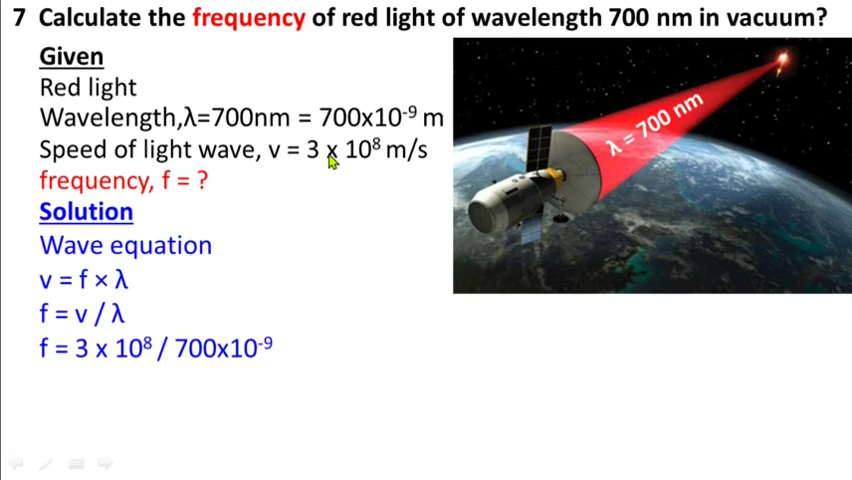 7 Calculate the frequency of red light of wavelength 700 nm in vacuum?
Given
Red light
Wavelength,λ=700nm = 700x10⁻⁹ m
Speed of light wave, v = 3 x 10⁸ m/s
frequency, f = ?
Solution
Wave equation
v = f × λ
f = v / λ
f = 3 x 10⁸ / 700x10⁻⁹
λ = 700 nm